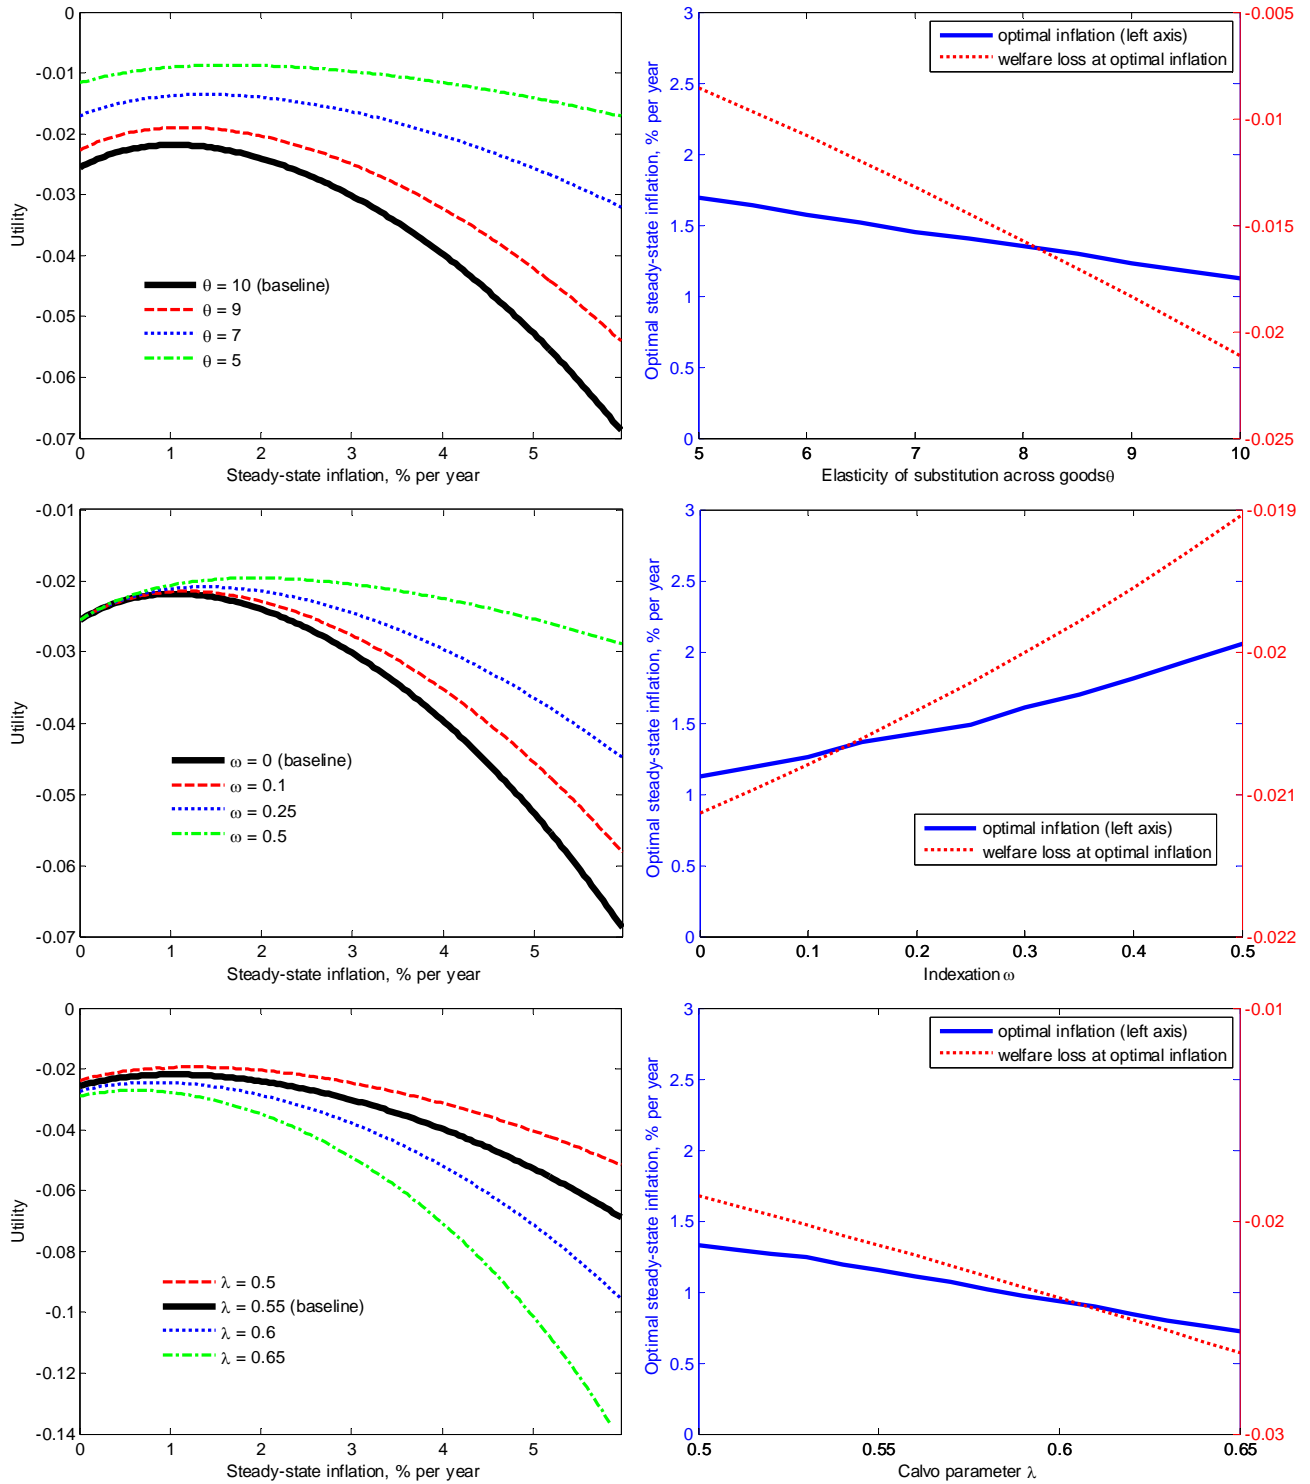 0
-0.01
-0.02
-0.03
-0.04
-0.05
-0.06
-0.07
Utility
θ = 10 (baseline)
θ = 9
θ = 7
θ = 5
0 1 2 3 4 5
Steady-state inflation, % per year
3
2.5
2
1.5
1
0.5
0
Optimal steady-state inflation, % per year
optimal inflation (left axis)
welfare loss at optimal inflation
-0.005
-0.01
-0.015
-0.02
-0.025
5 6 7 8 9 10
Elasticity of substitution across goodsθ
-0.01
-0.02
-0.03
-0.04
-0.05
-0.06
-0.07
Utility
ω = 0 (baseline)
ω = 0.1
ω = 0.25
ω = 0.5
0 1 2 3 4 5
Steady-state inflation, % per year
3
2.5
2
1.5
1
0.5
0
Optimal steady-state inflation, % per year
optimal inflation (left axis)
welfare loss at optimal inflation
-0.019
-0.02
-0.021
-0.022
0 0.1 0.2 0.3 0.4 0.5
Indexation ω
0
-0.02
-0.04
-0.06
-0.08
-0.1
-0.12
-0.14
Utility
λ = 0.5
λ = 0.55 (baseline)
λ = 0.6
λ = 0.65
0 1 2 3 4 5
Steady-state inflation, % per year
3
2.5
2
1.5
1
0.5
0
Optimal steady-state inflation, % per year
optimal inflation (left axis)
welfare loss at optimal inflation
-0.01
-0.02
-0.03
0.5 0.55 0.6 0.65
Calvo parameter λ